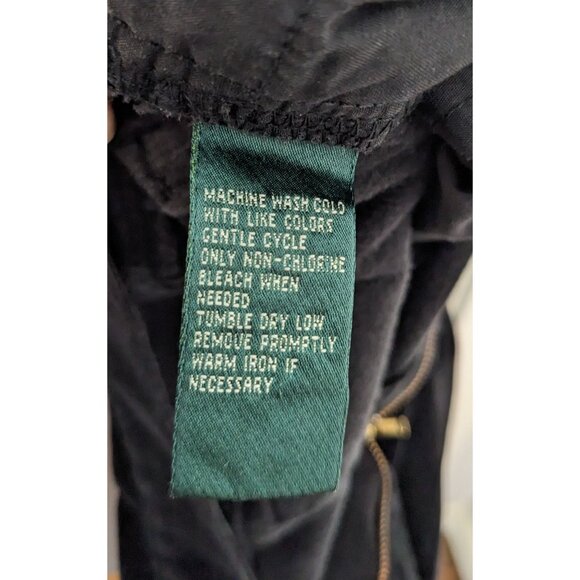 MACHINE WASH COLD
WITH LIKE COLORS
GENTLE CYCLE
ONLY NON-CHLORINE
BLEACH WHEN
NEEDED
TUMBLE DRY LOW
REMOVE PROMPTLY
WARM IRON IF
NECESSARY